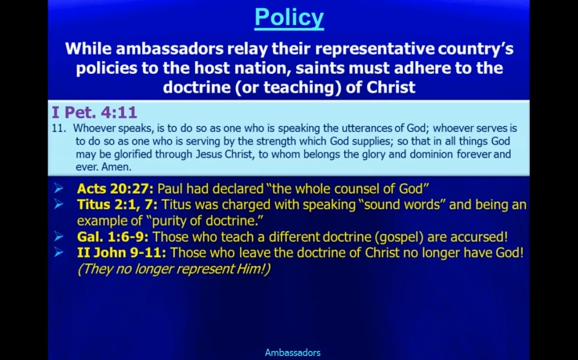 Policy
While ambassadors relay their representative country's
policies to the host nation, saints must adhere to the
doctrine (or teaching) of Christ
I Pet. 4:11
11. Whoever speaks, is to do so as one who is speaking the utterances of God; whoever serves is
to do so as one who is serving by the strength which God supplies; so that in all things God
may be glorified through Jesus Christ, to whom belongs the glory and dominion forever and
ever. Amen.
Acts 20:27: Paul had declared "the whole counsel of God"
Titus 2:1, 7: Titus was charged with speaking "sound words" and being an
example of "purity of doctrine."
Gal. 1:6-9: Those who teach a different doctrine (gospel) are accursed!
II John 9-11: Those who leave the doctrine of Christ no longer have God!
(They no longer represent Him!)
Ambassadors